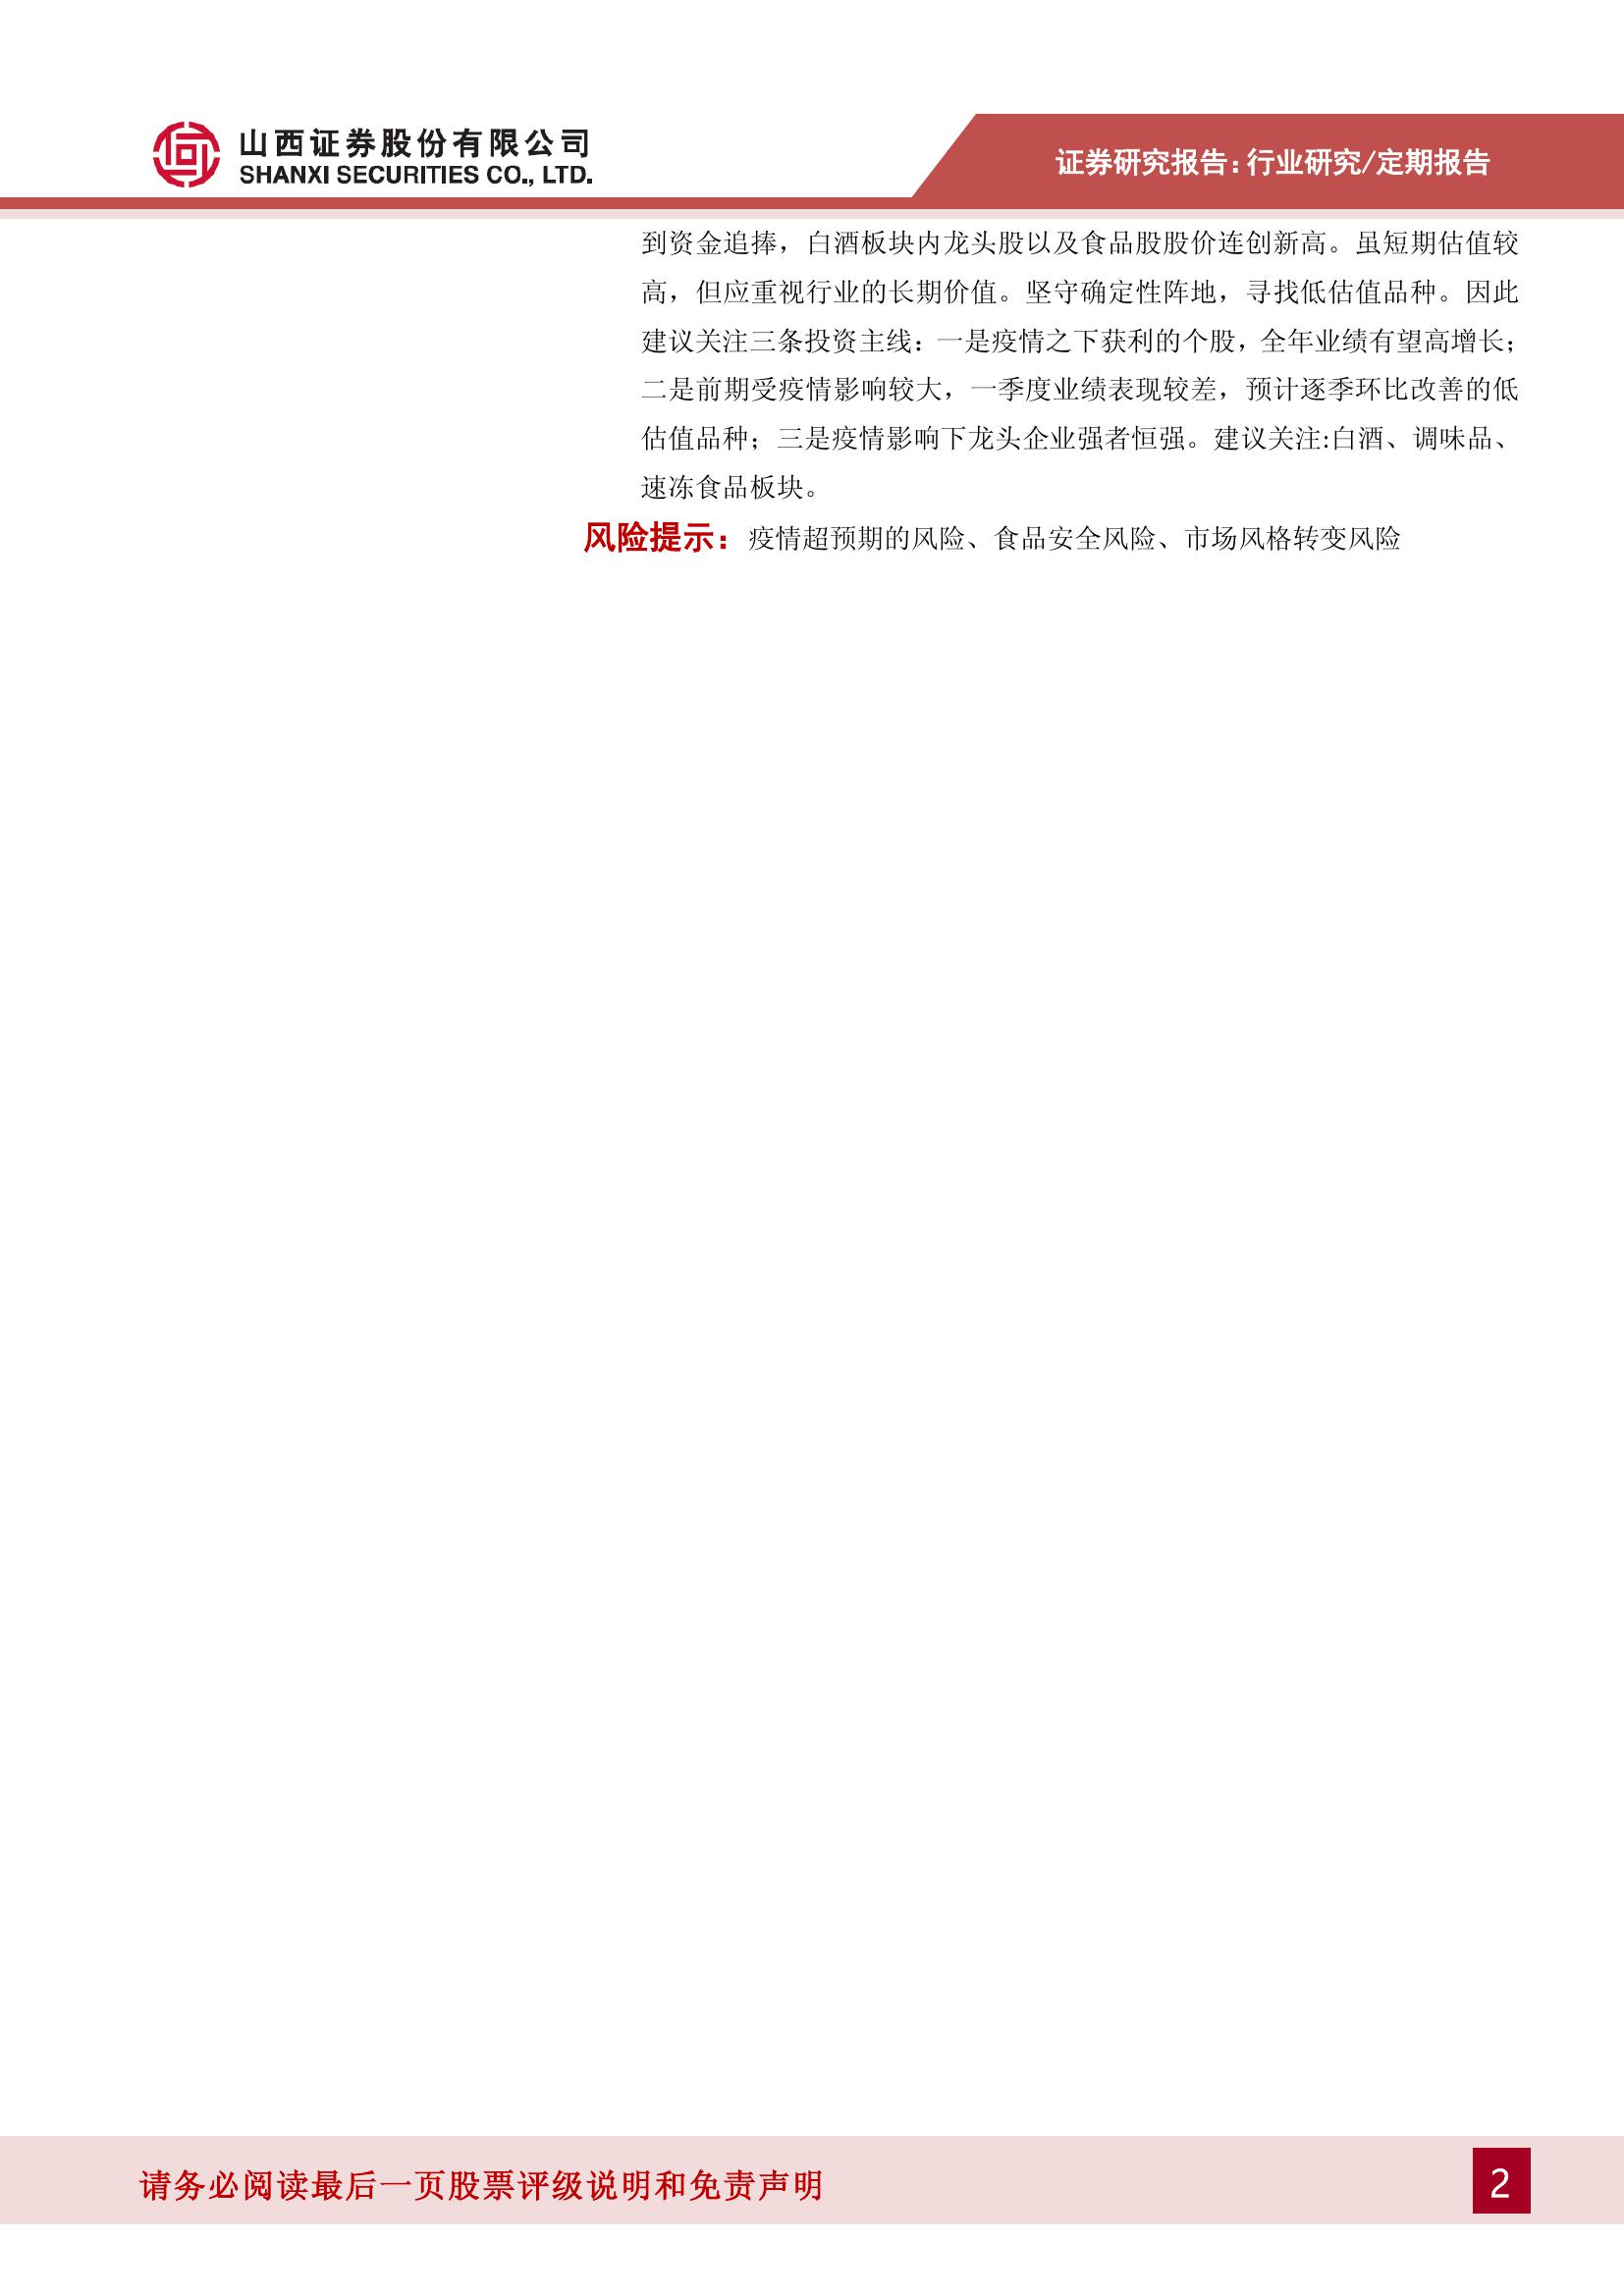 山西证券股份有限公司
SHANXI SECURITIES CO., LTD.
证券研究报告：行业研究/定期报告
到资金追捧，白酒板块内龙头股以及食品股股价连创新高。虽短期估值较
高，但应重视行业的长期价值。坚守确定性阵地，寻找低估值品种。因此
建议关注三条投资主线：一是疫情之下获利的个股，全年业绩有望高增长；
二是前期受疫情影响较大，一季度业绩表现较差，预计逐季环比改善的低
估值品种；三是疫情影响下龙头企业强者恒强。建议关注:白酒、调味品、
速冻食品板块。
风险提示：疫情超预期的风险、食品安全风险、市场风格转变风险
请务必阅读最后一页股票评级说明和免责声明
2